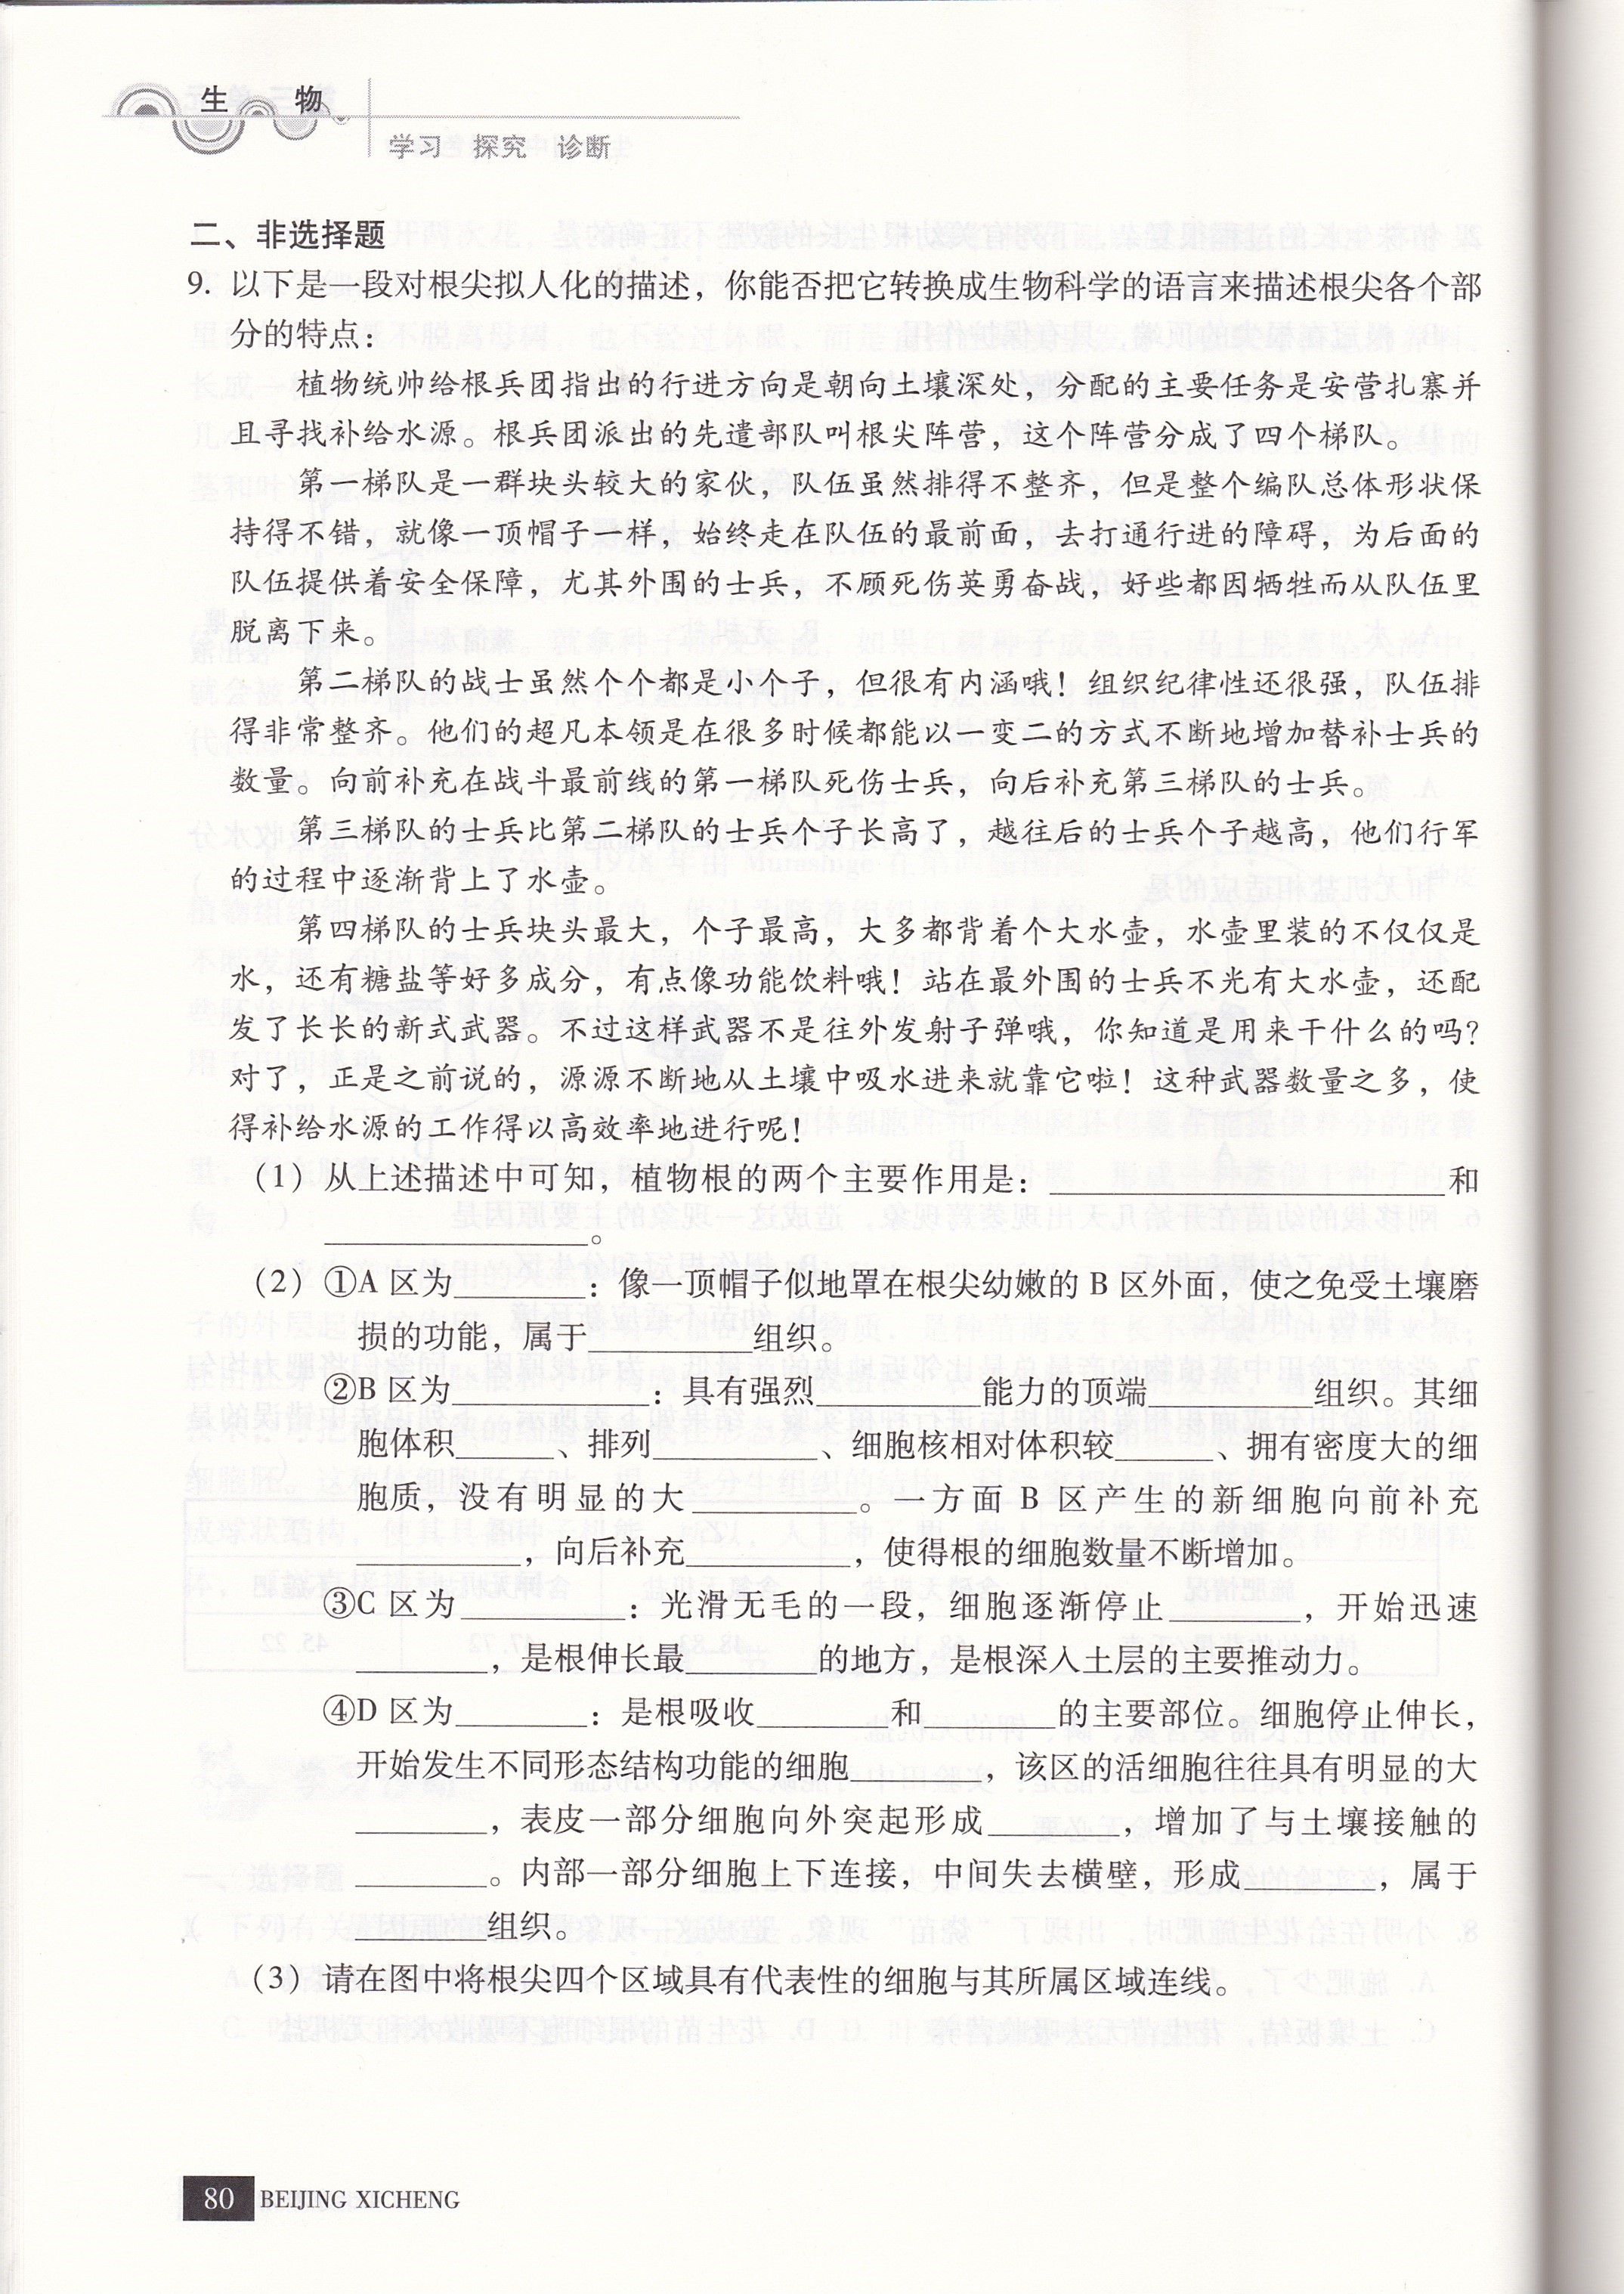 生 物
学习 探究 诊断
二、非选择题
9. 以下是一段对根尖拟人化的描述，你能否把它转换成生物科学的语言来描述根尖各个部
分的特点：
植物统帅给根兵团指出的行进方向是朝向土壤深处，分配的主要任务是安营扎寨并
且寻找补给水源。根兵团派出的先遣部队叫根尖阵营，这个阵营分成了四个梯队。
第一梯队是一群块头较大的家伙，队伍虽然排得不整齐，但是整个编队总体形状保
持得不错，就像一顶帽子一样，始终走在队伍的最前面，去打通行进的障碍，为后面的
队伍提供着安全保障，尤其外围的士兵，不顾死伤英勇奋战，好些都因牺牲而从队伍里
脱离下来。
第二梯队的战士虽然个个都是小个子，但很有内涵哦！组织纪律性还很强，队伍排
得非常整齐。他们的超凡本领是在很多时候都能以一变二的方式不断地增加替补士兵的
数量。向前补充在战斗最前线的第一梯队死伤士兵，向后补充第三梯队的士兵。
第三梯队的士兵比第二梯队的士兵个子长高了，越往后的士兵个子越高，他们行军
的过程中逐渐背上了水壶。
第四梯队的士兵块头最大，个子最高，大多都背着个大水壶，水壶里装的不仅仅是
水，还有糖盐等好多成分，有点像功能饮料哦！站在最外围的士兵不光有大水壶，还配
发了长长的新式武器。不过这样武器不是往外发射子弹哦，你知道是用来干什么的吗？
对了，正是之前说的，源源不断地从土壤中吸水进来就靠它啦！这种武器数量之多，使
得补给水源的工作得以高效率地进行呢！
（1）从上述描述中可知，植物根的两个主要作用是：________________________和
________________。
（2）①A 区为________：像一顶帽子似地罩在根尖幼嫩的 B 区外面，使之免受土壤磨
损的功能，属于__________组织。
②B 区为____________：具有强烈__________能力的顶端__________组织。其细
胞体积______、排列__________、细胞核相对体积较______、拥有密度大的细
胞质，没有明显的大__________。一方面 B 区产生的新细胞向前补充
__________，向后补充__________，使得根的细胞数量不断增加。
③C 区为__________：光滑无毛的一段，细胞逐渐停止________，开始迅速
________，是根伸长最________的地方，是根深入土层的主要推动力。
④D 区为________：是根吸收________和________的主要部位。细胞停止伸长，
开始发生不同形态结构功能的细胞________，该区的活细胞往往具有明显的大
________，表皮一部分细胞向外突起形成________，增加了与土壤接触的
________。内部一部分细胞上下连接，中间失去横壁，形成________，属于
________组织。
（3）请在图中将根尖四个区域具有代表性的细胞与其所属区域连线。
80 BEIJING XICHENG